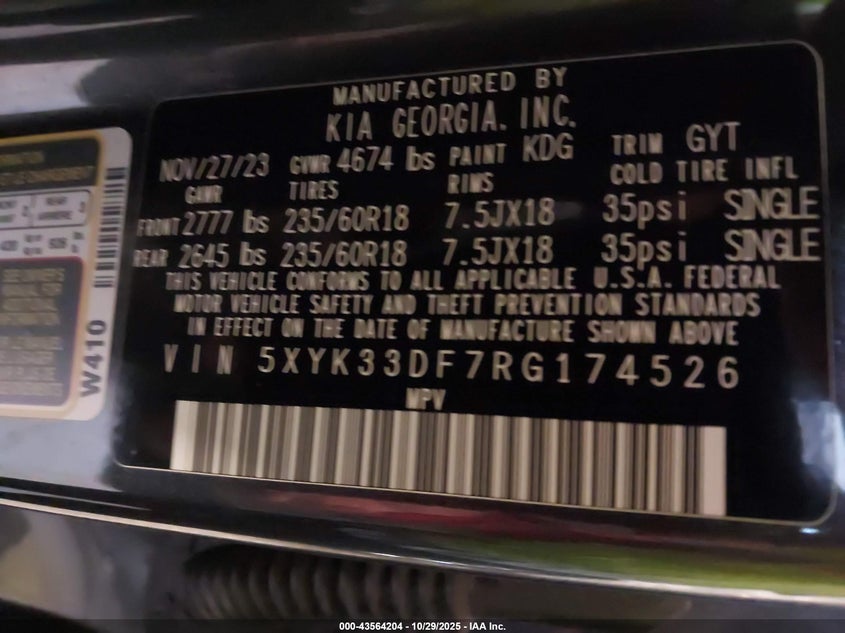 MANUFACTURED BY
KIA GEORGIA. INC.
NOV/27/23 GVWR 4674 lbs PAINT KDG TRIM GYT
GAWR TIRES RIMS COLD TIRE INFL
FRONT 2777 lbs 235/60R18 7.5JX18 35psi SINGLE
REAR 2645 lbs 235/60R18 7.5JX18 35psi SINGLE
THIS VEHICLE CONFORMS TO ALL APPLICABLE U.S.A. FEDERAL
MOTOR VEHICLE SAFETY AND THEFT PREVENTION STANDARDS
IN EFFECT ON THE DATE OF MANUFACTURE SHOWN ABOVE
VIN 5XYK33DF7RG174526
MPV
W410
000-43564204 | 10/29/2025 - IAA Inc.